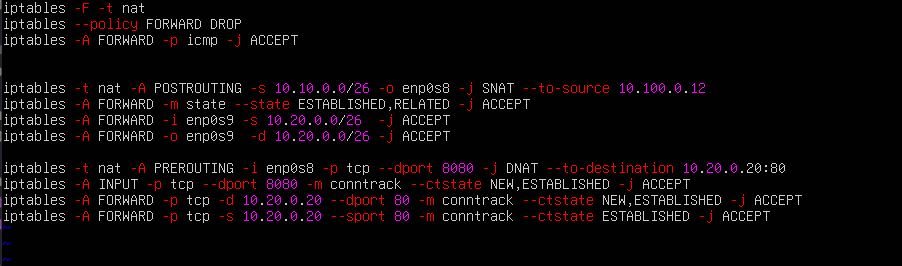 iptables -F -t nat
iptables --policy FORWARD DROP
iptables -A FORWARD -p icmp -j ACCEPT
iptables -t nat -A POSTROUTING -s 10.10.0.0/26 -o enp0s8 -j SNAT --to-source 10.100.0.12
iptables -A FORWARD -m state --state ESTABLISHED,RELATED -j ACCEPT
iptables -A FORWARD -i enp0s9 -s 10.20.0.0/26  -j ACCEPT
iptables -A FORWARD -o enp0s9  -d 10.20.0.0/26 -j ACCEPT
iptables -t nat -A PREROUTING -i enp0s8 -p tcp --dport 8080 -j DNAT --to-destination 10.20.0.20:80
iptables -A INPUT -p tcp --dport 8080 -m conntrack --ctstate NEW,ESTABLISHED -j ACCEPT
iptables -A FORWARD -p tcp -d 10.20.0.20 --dport 80 -m conntrack --ctstate NEW,ESTABLISHED -j ACCEPT
iptables -A FORWARD -p tcp -s 10.20.0.20 --sport 80 -m conntrack --ctstate ESTABLISHED -j ACCEPT
~
~
~